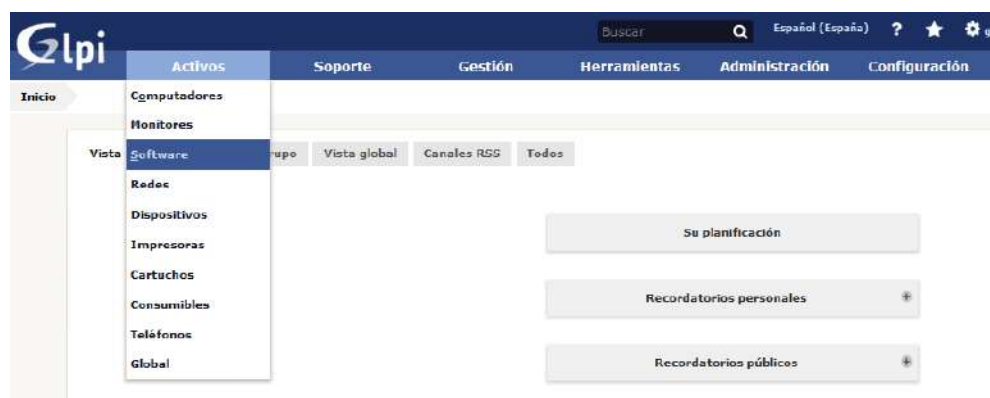 Glpi
Buscar Español (España) ?
Activos Soporte Gestión Herramientas Administración Configuración
Inicio
Computadores
Monitores
Vista Software Vista global Canales RSS Todos
Redes
Dispositivos
Impresoras
Cartuchos
Consumibles
Teléfonos
Global
Su planificación
Recordatorios personales
Recordatorios públicos